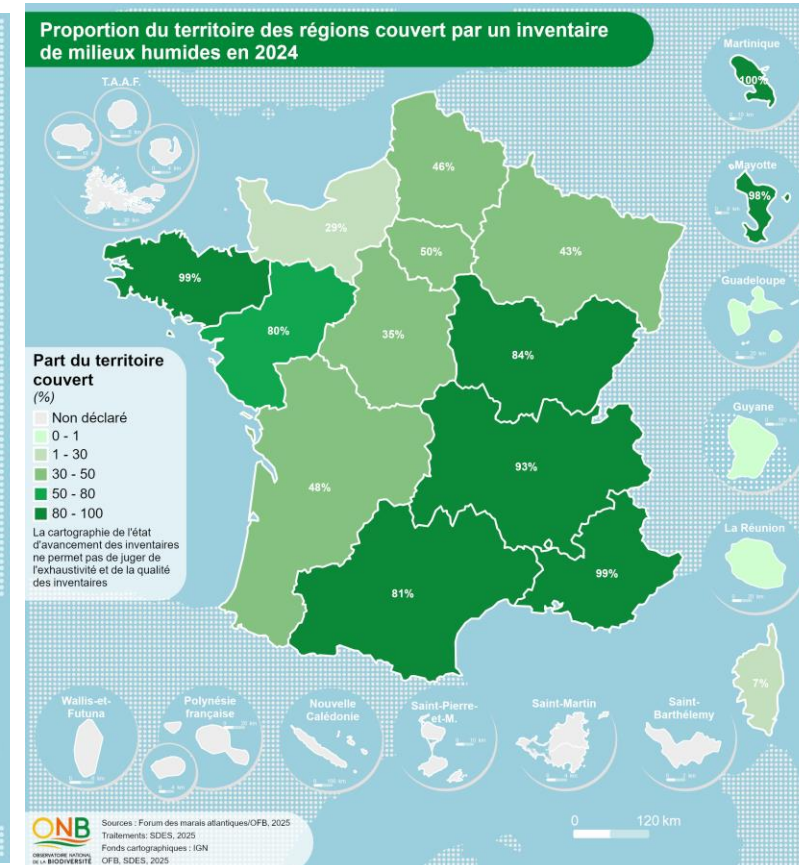 Proportion du territoire des régions couvert par un inventaire
de milieux humides en 2024
T.A.A.F.
Martinique
100%
Mayotte
98%
Guadeloupe
Guyane
La Réunion
46%
29%
50%
43%
99%
80%
35%
84%
48%
93%
81%
99%
7%
Part du territoire
couvert
(%)
Non déclaré
0 - 1
1 - 30
30 - 50
50 - 80
80 - 100
La cartographie de l'état
d'avancement des inventaires
ne permet pas de juger de
l'exhaustivité et de la qualité
des inventaires
Wallis-et-
Futuna
Polynésie
française
Nouvelle
Calédonie
Saint-Pierre-
et-M.
Saint-Martin
Saint-
Barthélemy
0 120 km
ONB
OBSERVATOIRE NATIONAL
DE LA BIODIVERSITÉ
Sources : Forum des marais atlantiques/OFB, 2025
Traitements: SDES, 2025
Fonds cartographiques : IGN
OFB, SDES, 2025